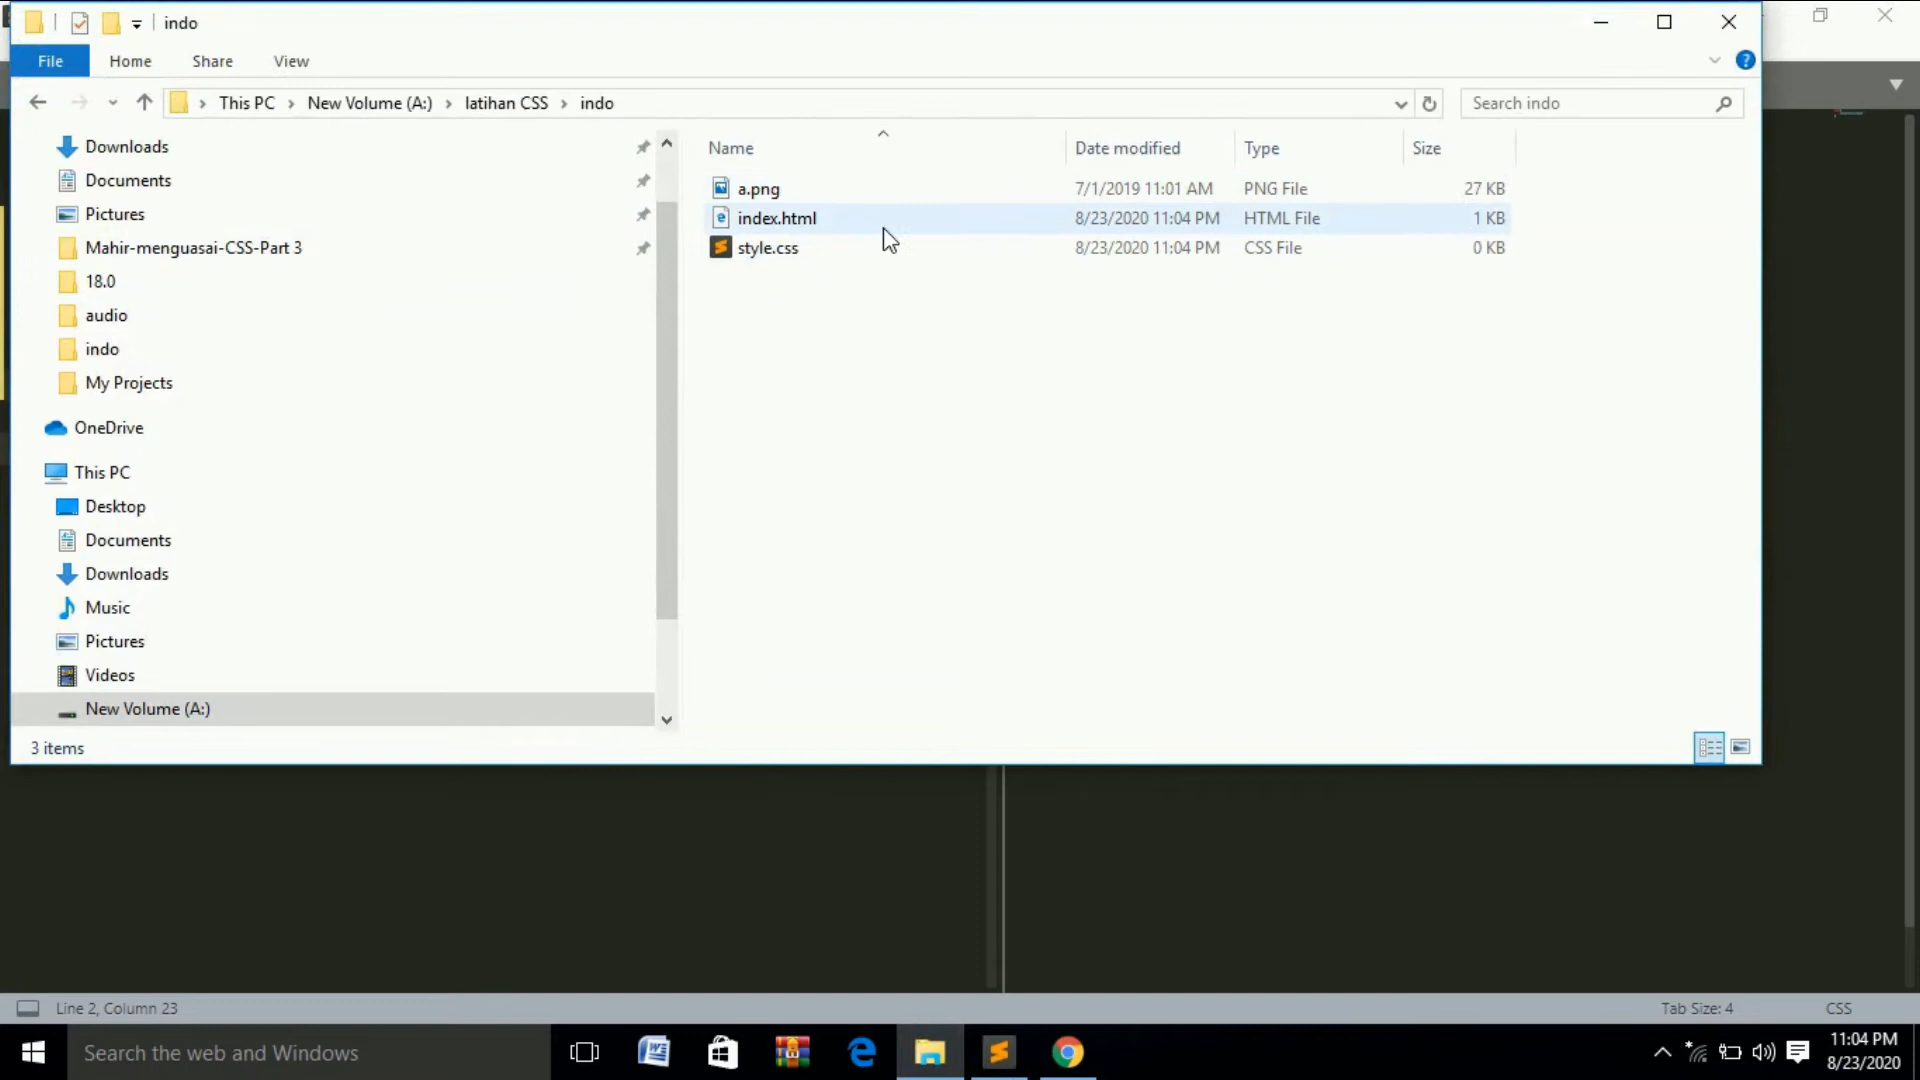 indo
File Home Share View
This PC New Volume (A:) latihan CSS indo
Search indo
Name Date modified Type Size
a.png 7/1/2019 11:01 AM PNG File 27 KB
index.html 8/23/2020 11:04 PM HTML File 1 KB
style.css 8/23/2020 11:04 PM CSS File 0 KB
Downloads
Documents
Pictures
Mahir-menguasai-CSS-Part 3
18.0
audio
indo
My Projects
OneDrive
This PC
Desktop
Documents
Downloads
Music
Pictures
Videos
New Volume (A:)
3 items
Line 2, Column 23 Tab Size: 4 CSS
Search the web and Windows
11:04 PM
8/23/2020